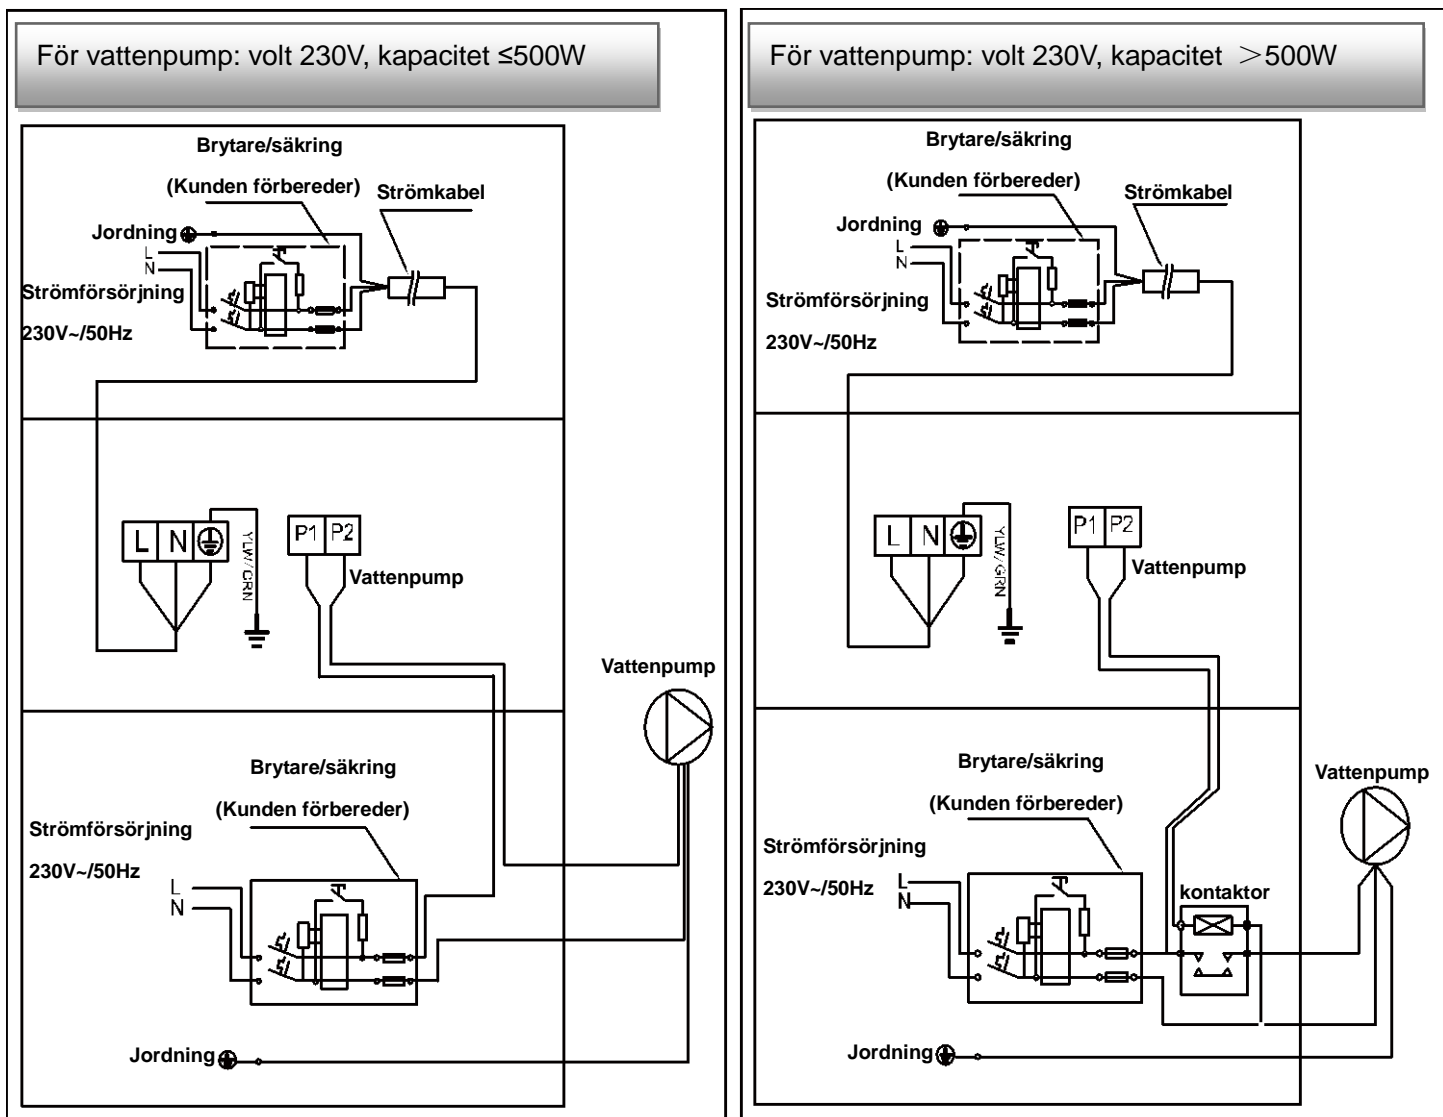 För vattenpump: volt 230V, kapacitet ≤500W
Brytare/säkring
(Kunden förbereder)
Strömkabel
Jordning
L
N
Strömförsörjning
230V~/50Hz
L N
YLW/GRN
P1 P2
Vattenpump
Vattenpump
Brytare/säkring
(Kunden förbereder)
Strömförsörjning
230V~/50Hz
L
N
Jordning
För vattenpump: volt 230V, kapacitet ＞500W
Brytare/säkring
(Kunden förbereder)
Strömkabel
Jordning
L
N
Strömförsörjning
230V~/50Hz
L N
YLW/GRN
P1 P2
Vattenpump
Vattenpump
Brytare/säkring
(Kunden förbereder)
Strömförsörjning
230V~/50Hz
L
N
kontaktor
Jordning